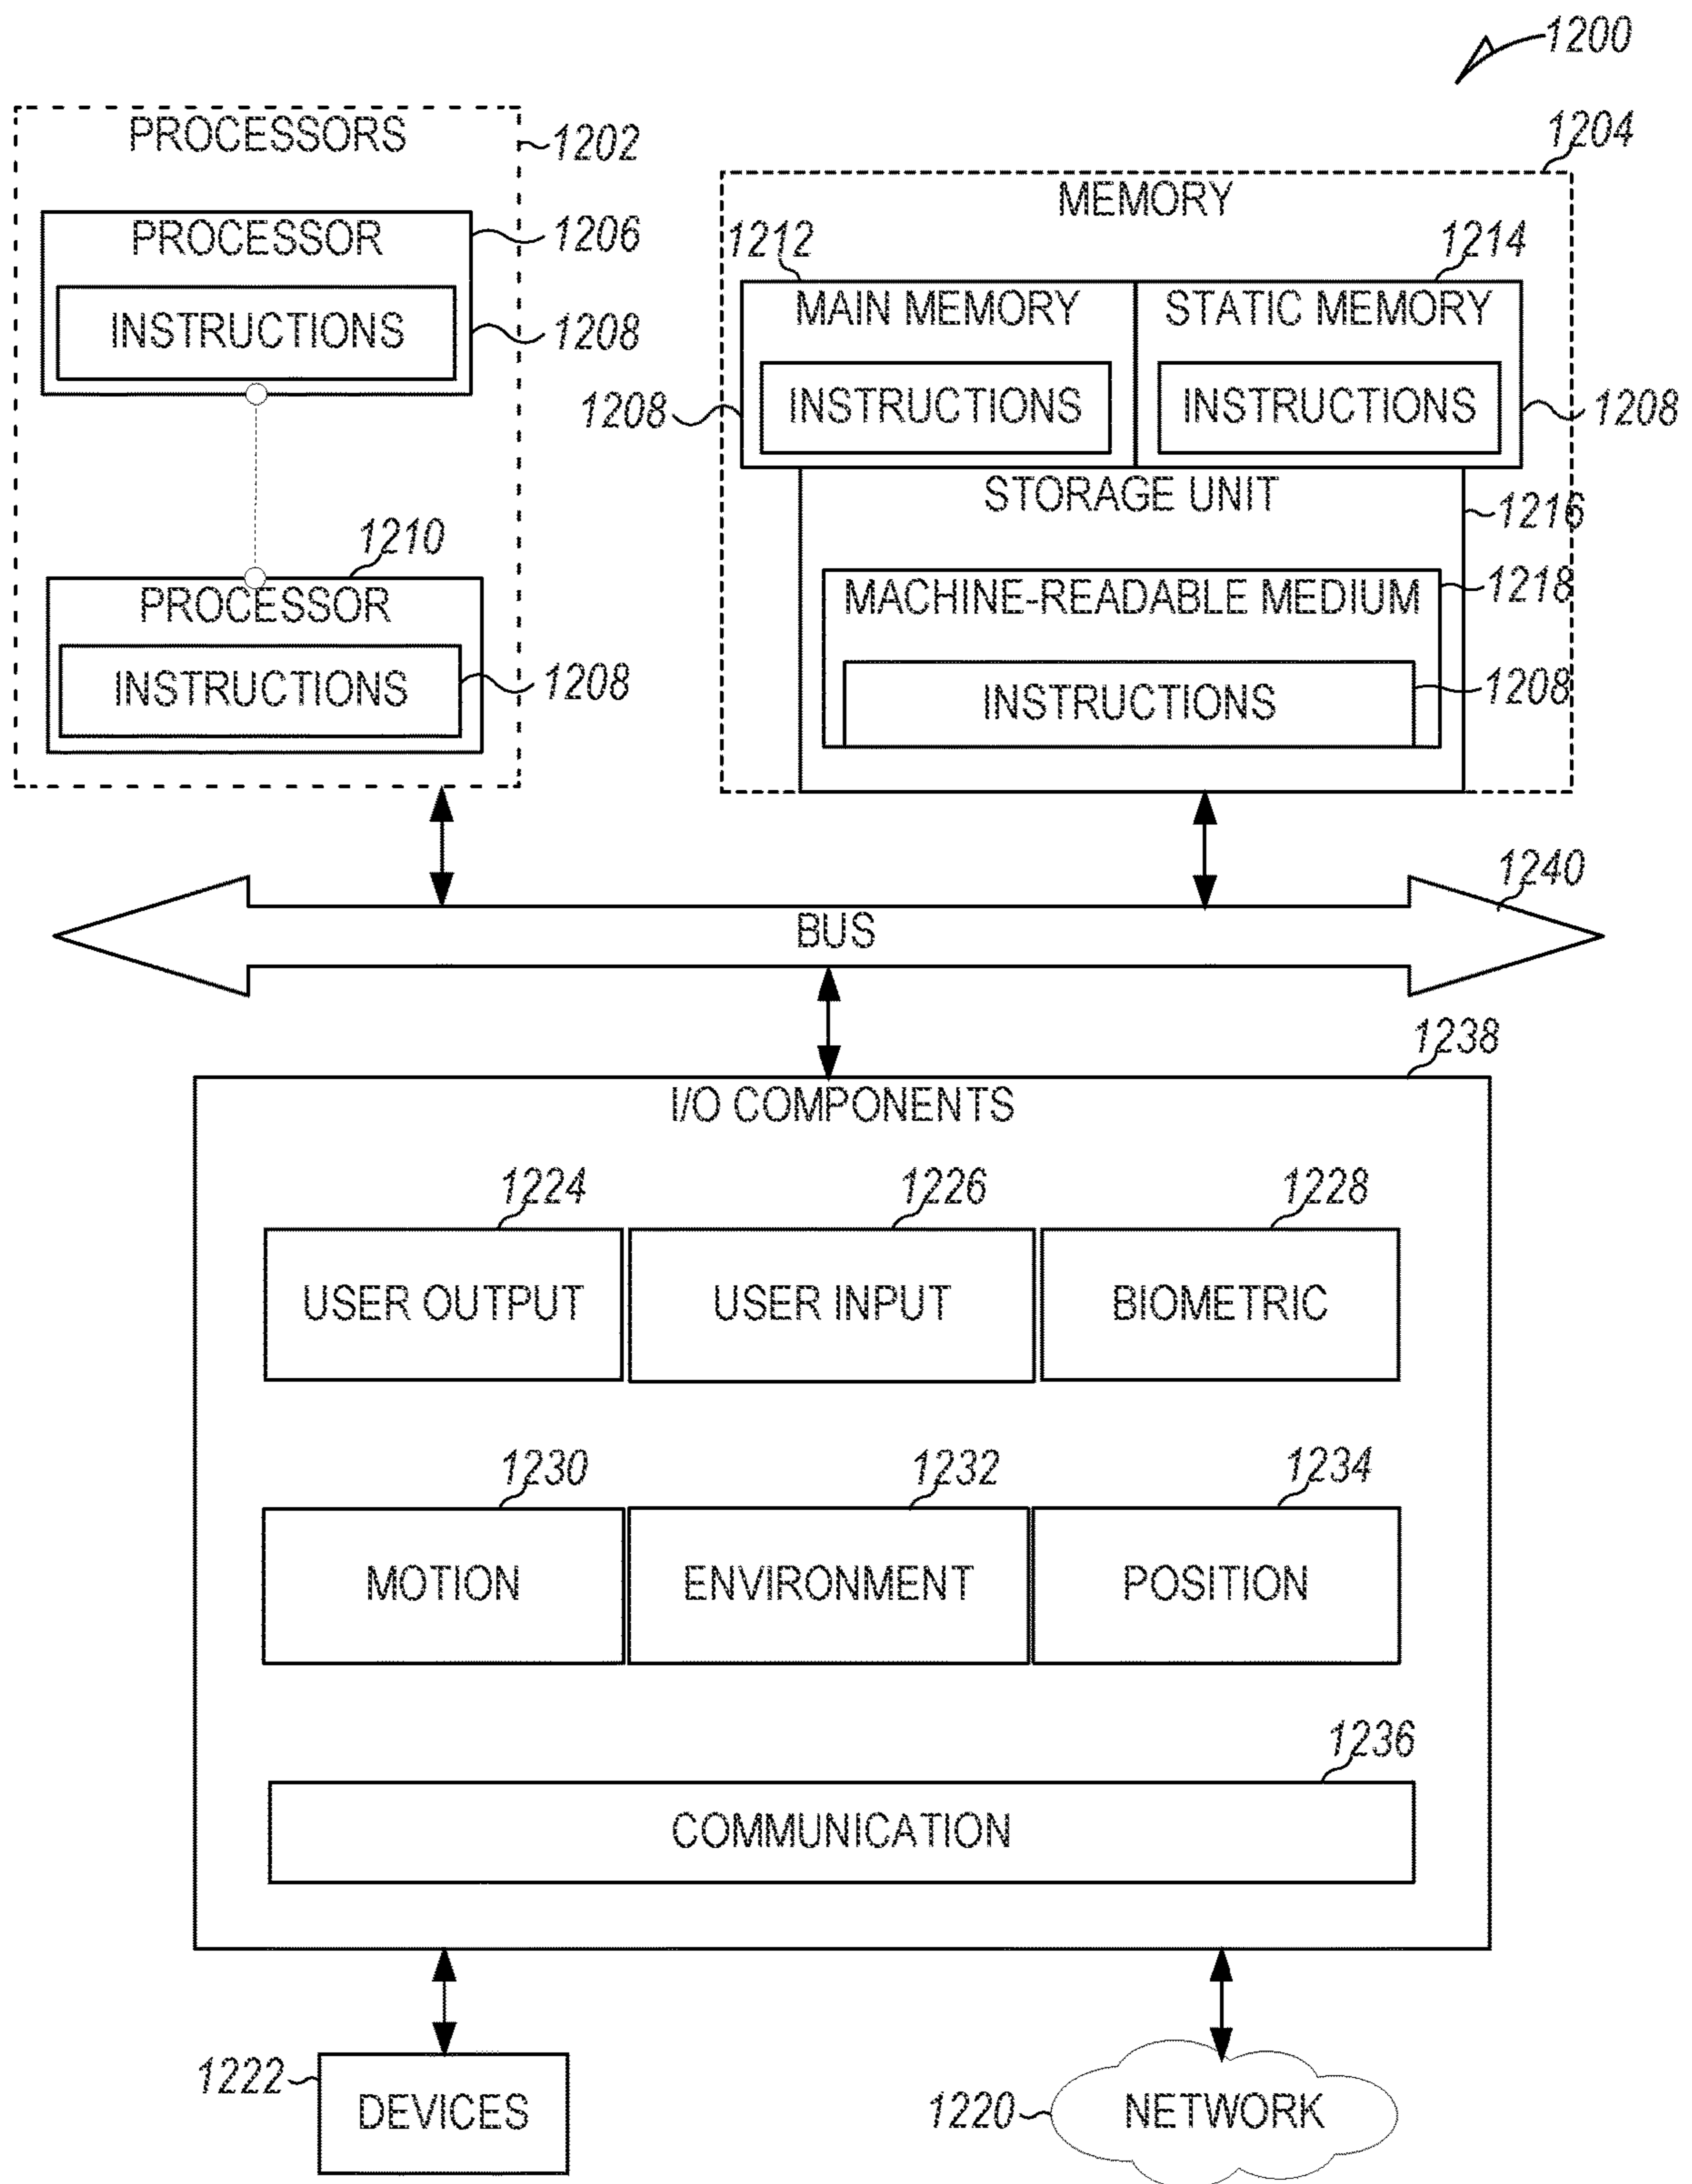 1200
PROCESSORS
1202
1204
MEMORY
PROCESSOR
1206
INSTRUCTIONS
1208
1212
1214
MAIN MEMORY
STATIC MEMORY
1208
INSTRUCTIONS
INSTRUCTIONS
1208
STORAGE UNIT
1216
1210
PROCESSOR
INSTRUCTIONS
1208
MACHINE-READABLE MEDIUM
1218
INSTRUCTIONS
1208
1240
BUS
1238
I/O COMPONENTS
1224
1226
1228
USER OUTPUT
USER INPUT
BIOMETRIC
1230
1232
1234
MOTION
ENVIRONMENT
POSITION
1236
COMMUNICATION
1222
DEVICES
1220
NETWORK